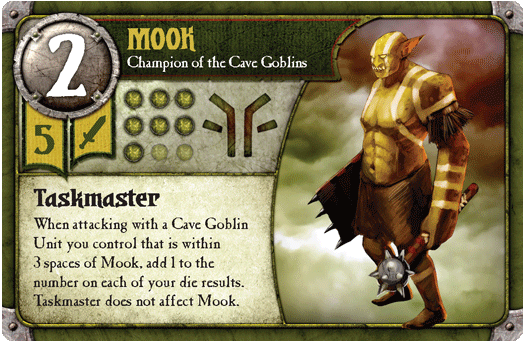 2
MOOK
Champion of the Cave Goblins
5
Taskmaster
When attacking with a Cave Goblin
Unit you control that is within
3 spaces of Mook, add 1 to the
number on each of your die results.
Taskmaster does not affect Mook.